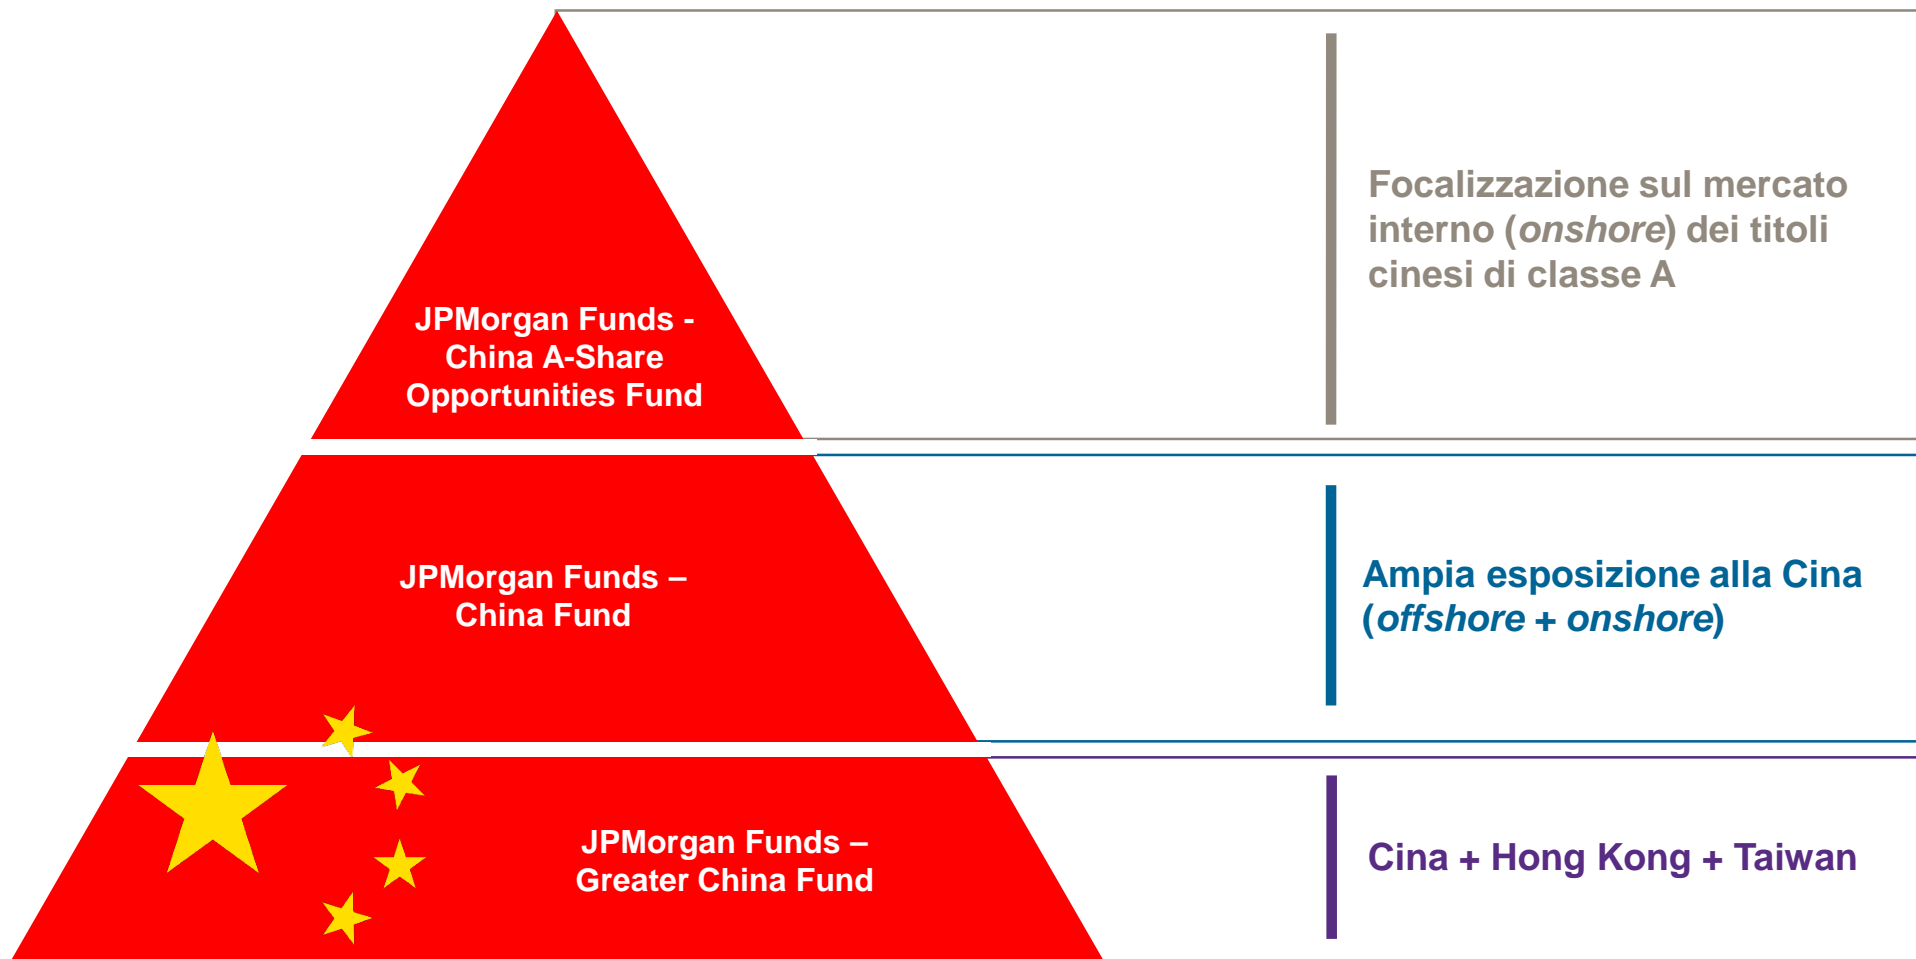 JPMorgan Funds -
China A-Share
Opportunities Fund
Focalizzazione sul mercato
interno (onshore) dei titoli
cinesi di classe A
JPMorgan Funds –
China Fund
Ampia esposizione alla Cina
(offshore + onshore)
JPMorgan Funds –
Greater China Fund
Cina + Hong Kong + Taiwan